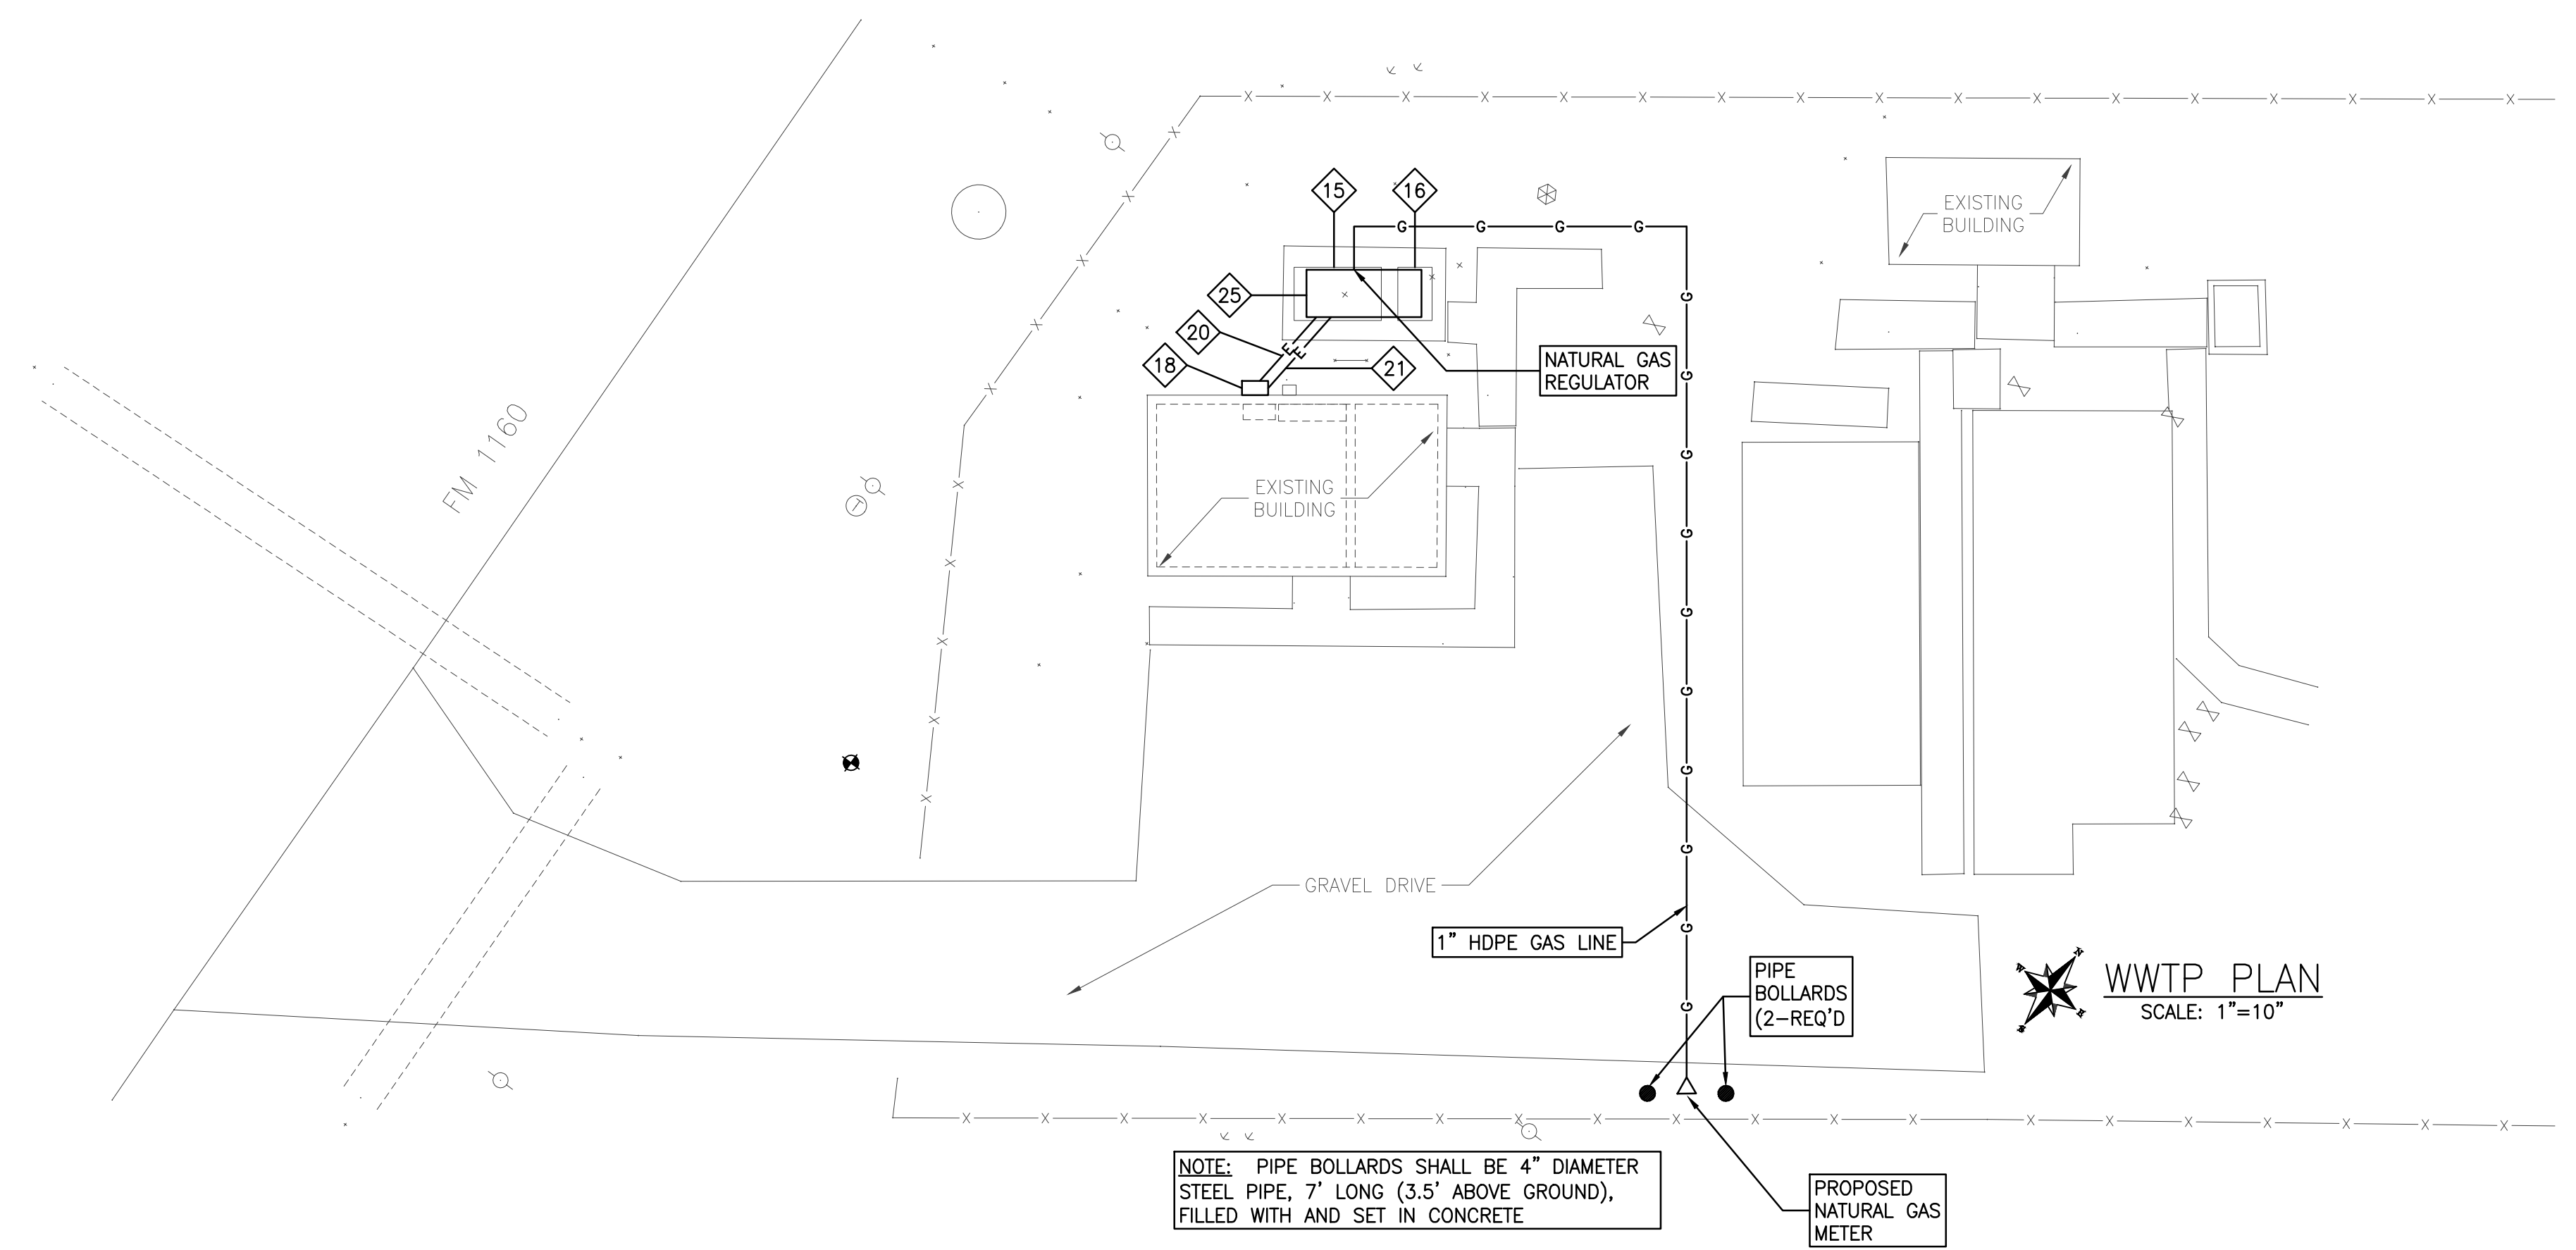 15
16
25
20
18
21
EXISTING
BUILDING
NATURAL GAS
REGULATOR
FM 1160
EXISTING
BUILDING
GRAVEL DRIVE
1" HDPE GAS LINE
PIPE
BOLLARDS
(2-REQ'D
N
W
E
S
WWTP PLAN
SCALE: 1"=10"
NOTE: PIPE BOLLARDS SHALL BE 4" DIAMETER
STEEL PIPE, 7' LONG (3.5' ABOVE GROUND),
FILLED WITH AND SET IN CONCRETE
PROPOSED
NATURAL GAS
METER